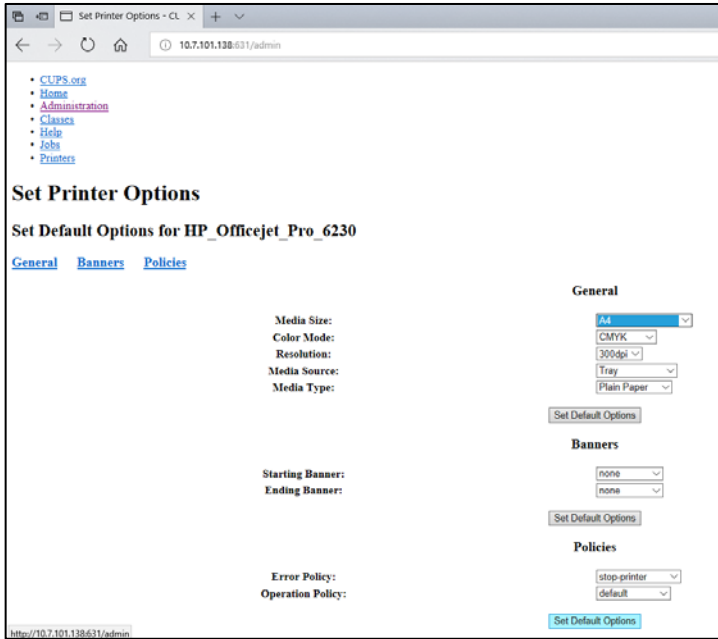 Set Printer Options - CL
10.7.101.138:631/admin
CUPS.org
Home
Administration
Classes
Help
Jobs
Printers
Set Printer Options
Set Default Options for HP_Officejet_Pro_6230
General Banners Policies
General
Media Size: A4
Color Mode: CMYK
Resolution: 300dpi
Media Source: Tray
Media Type: Plain Paper
Set Default Options
Banners
Starting Banner: none
Ending Banner: none
Set Default Options
Policies
Error Policy: stop-printer
Operation Policy: default
Set Default Options
http://10.7.101.138:631/admin